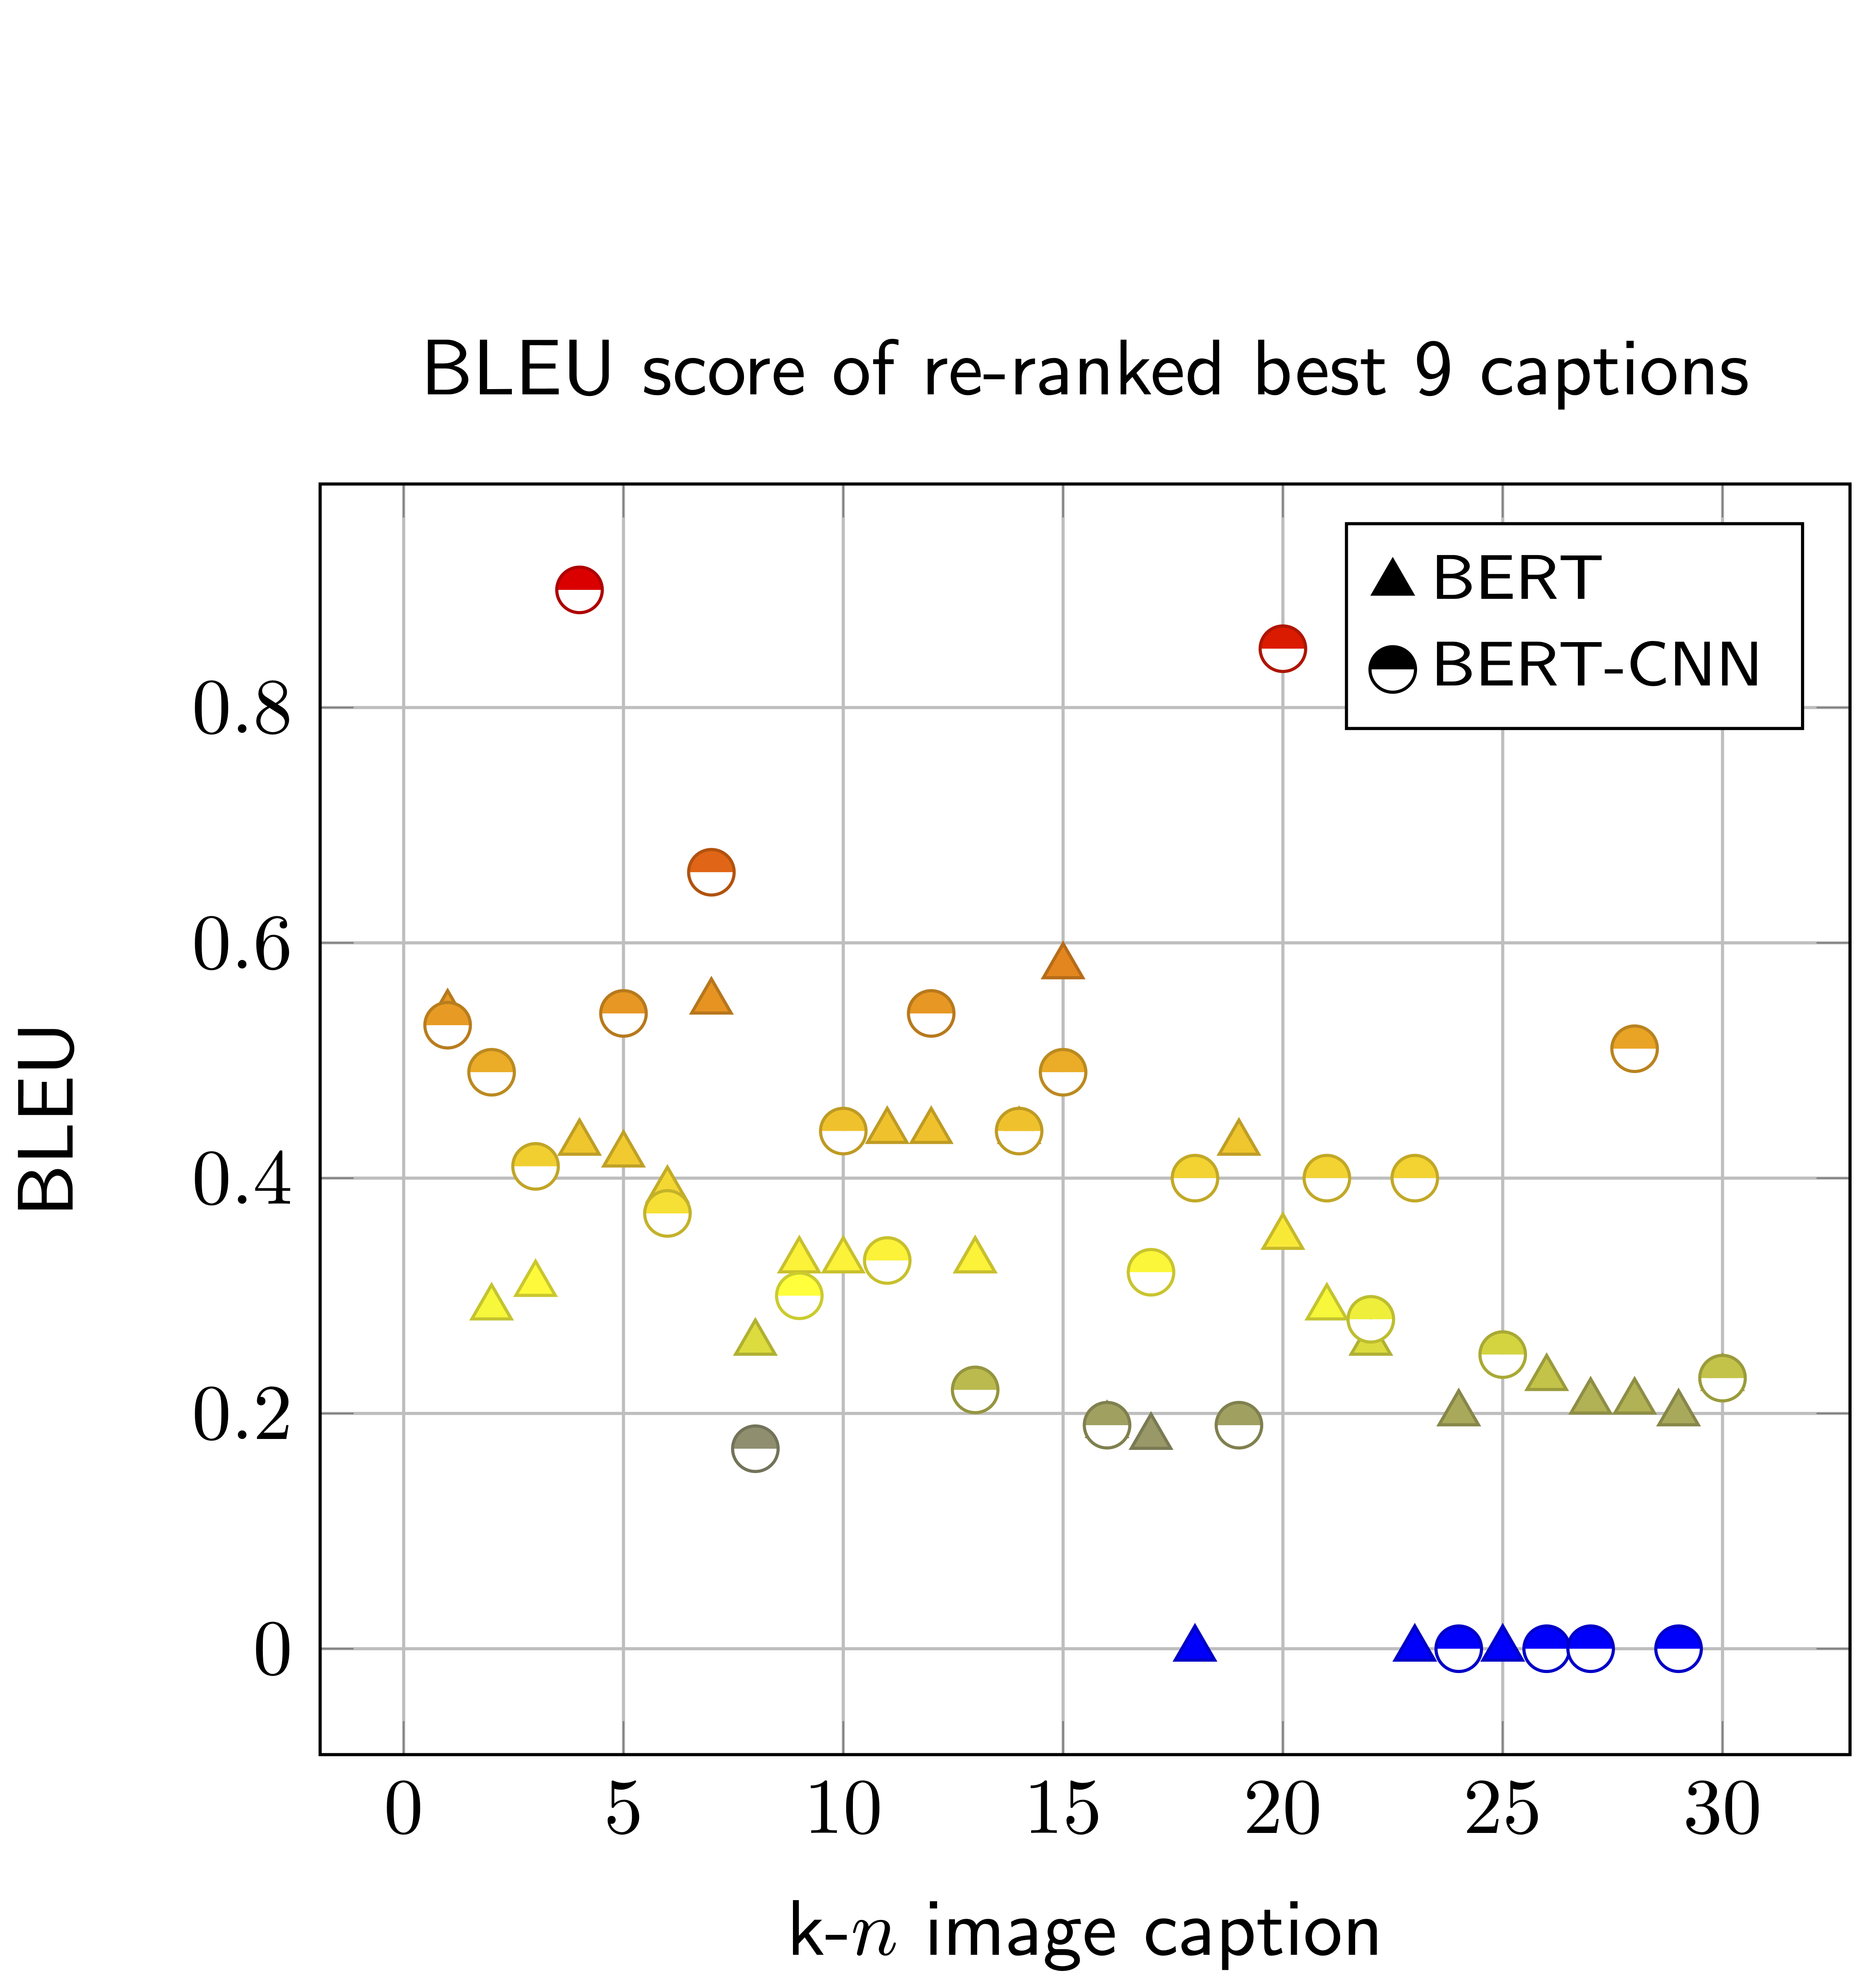 BLEU score of re-ranked best 9 captions
BERT
BERT-CNN
0.8
0.6
0.4
0.2
0
BLEU
0 5 10 15 20 25 30
k-n image caption